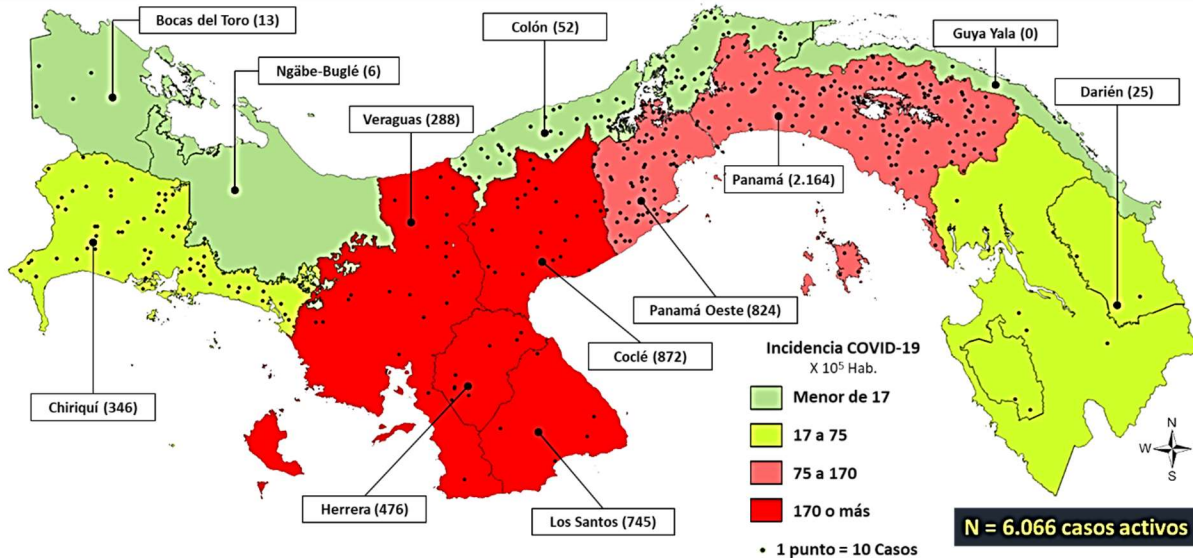 Bocas del Toro (13)
Ngäbe-Buglé (6)
Veraguas (288)
Colón (52)
Guya Yala (0)
Darién (25)
Panamá (2.164)
Panamá Oeste (824)
Coclé (872)
Chiriquí (346)
Herrera (476)
Los Santos (745)
Incidencia COVID-19
X 10⁵ Hab.
Menor de 17
17 a 75
75 a 170
170 o más
1 punto = 10 Casos
N
W E
S
N = 6.066 casos activos